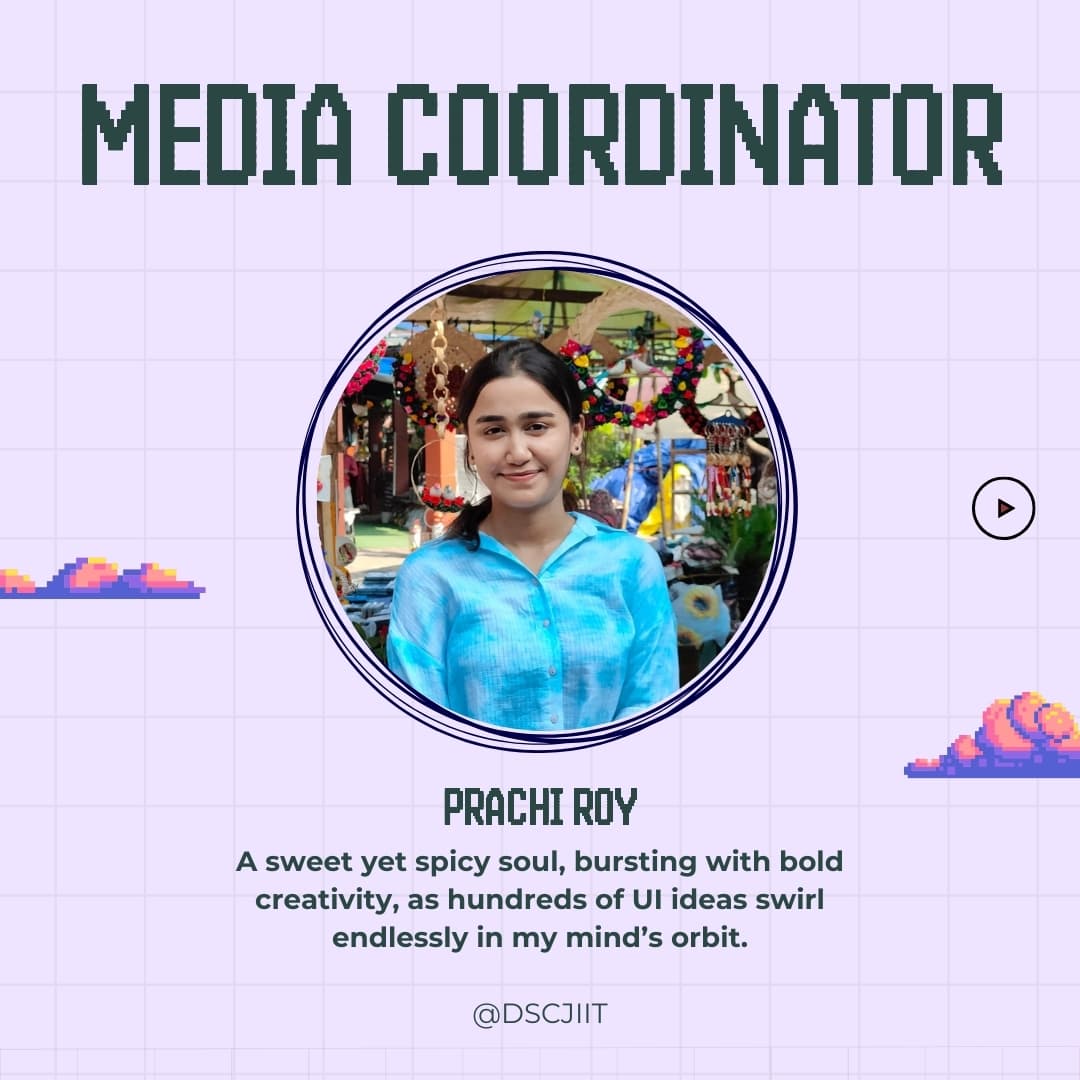 MEDIA COORDINATOR
PRACHI ROY
A sweet yet spicy soul, bursting with bold
creativity, as hundreds of UI ideas swirl
endlessly in my mind’s orbit.
@DSCJIIT